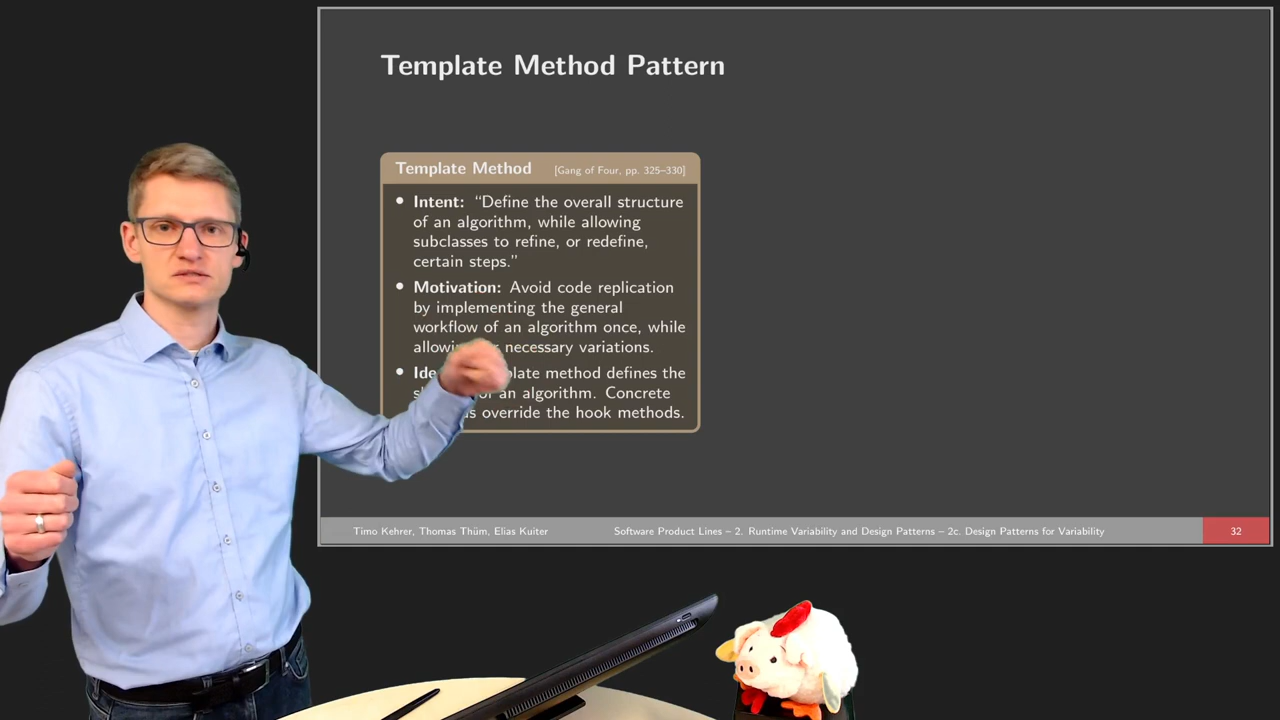 Template Method Pattern
Template Method [Gang of Four, pp. 325–330]
• Intent: “Define the overall structure
of an algorithm, while allowing
subclasses to refine, or redefine,
certain steps.”
• Motivation: Avoid code replication
by implementing the general
workflow of an algorithm once, while
necessary variations.
• method defines the
of an algorithm. Concrete
override the hook methods.
Timo Kehrer, Thomas Thüm, Elias Kuiter Software Product Lines – 2. Runtime Variability and Design Patterns – 2c. Design Patterns for Variability 32